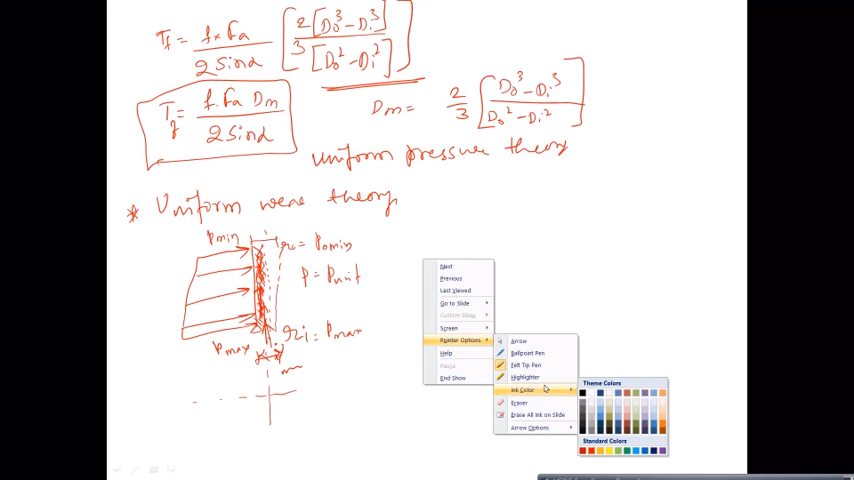 Tf = f × Fa / 2 Sinα [ 2 [Do³ - Di³] / 3 [Do² - Di²] ]
Tf = f. Fa Dm / 2 Sinα
Dm = 2/3 [ Do³ - Di³ / Do² - Di² ]
Uniform pressure theory
* Uniform wear theory
Pmin
ro = Pmin
P = Punit
ri = Pmax
Pmax
Next
Previous
Last Viewed
Go to Slide
Custom Show
Screen
Pointer Options
Help
Pause
End Show
Arrow
Ballpoint Pen
Felt Tip Pen
Highlighter
Ink Color
Eraser
Erase All Ink on Slide
Arrow Options
Theme Colors
Standard Colors